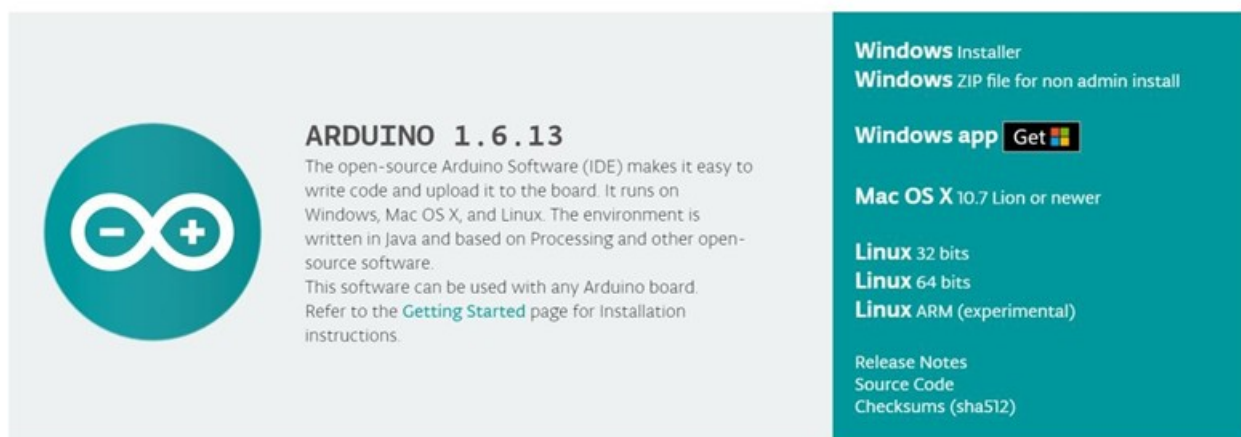 ARDUINO 1.6.13
The open-source Arduino Software (IDE) makes it easy to
write code and upload it to the board. It runs on
Windows, Mac OS X, and Linux. The environment is
written in Java and based on Processing and other open-
source software.
This software can be used with any Arduino board.
Refer to the Getting Started page for Installation
instructions.
Windows Installer
Windows ZIP file for non admin install
Windows app Get
Mac OS X 10.7 Lion or newer
Linux 32 bits
Linux 64 bits
Linux ARM (experimental)
Release Notes
Source Code
Checksums (sha512)